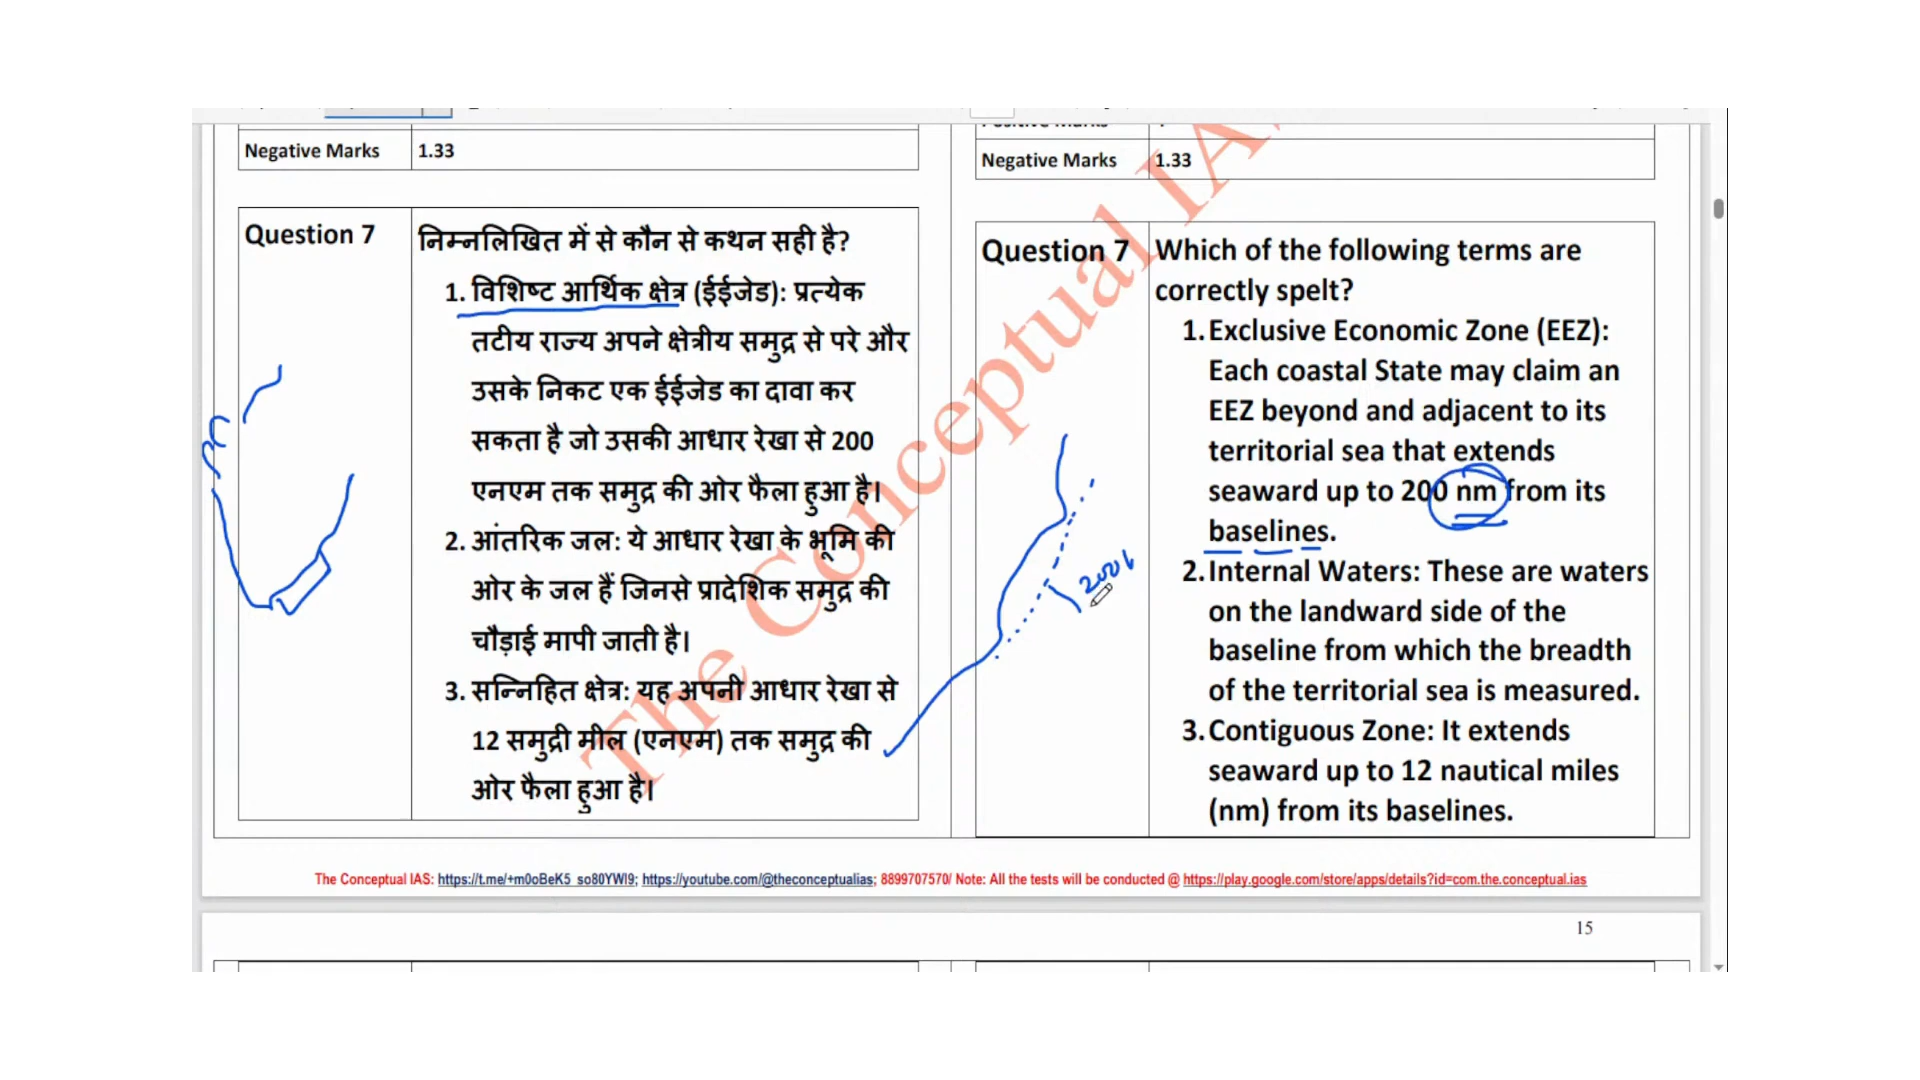 Negative Marks
1.33
Question 7
निम्नलिखित में से कौन से कथन सही है?
1. विशिष्ट आर्थिक क्षेत्र (ईईजेड): प्रत्येक
तटीय राज्य अपने क्षेत्रीय समुद्र से परे और
उसके निकट एक ईईजेड का दावा कर
सकता है जो उसकी आधार रेखा से 200
एनएम तक समुद्र की ओर फैला हुआ है।
2. आंतरिक जल: ये आधार रेखा के भूमि की
ओर के जल हैं जिनसे प्रादेशिक समुद्र की
चौड़ाई मापी जाती है।
3. सन्निहित क्षेत्र: यह अपनी आधार रेखा से
12 समुद्री मील (एनएम) तक समुद्र की
ओर फैला हुआ है।
Positive Marks
Negative Marks
1.33
Question 7
Which of the following terms are
correctly spelt?
1. Exclusive Economic Zone (EEZ):
Each coastal State may claim an
EEZ beyond and adjacent to its
territorial sea that extends
seaward up to 200 nm from its
baselines.
2. Internal Waters: These are waters
on the landward side of the
baseline from which the breadth
of the territorial sea is measured.
3. Contiguous Zone: It extends
seaward up to 12 nautical miles
(nm) from its baselines.
The Conceptual IA
The Conceptual IAS: https://t.me/+m0oBeK5_so80YWI9; https://youtube.com/@theconceptualias; 8899707570/ Note: All the tests will be conducted @ https://play.google.com/store/apps/details?id=com.the.conceptual.ias
15